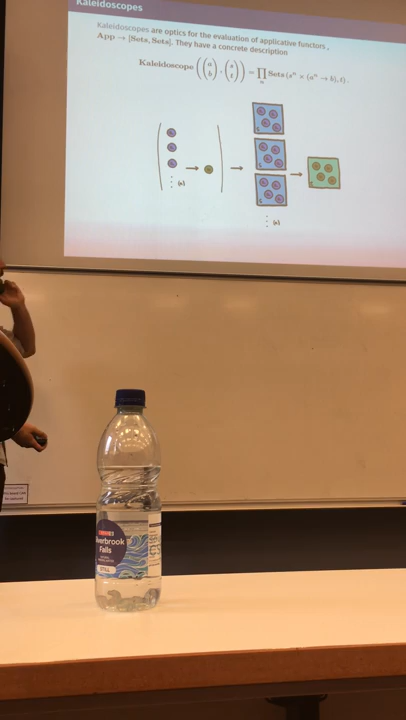 Kaleidoscopes
Kaleidoscopes are optics for the evaluation of applicative functors ,
App → [Sets, Sets]. They have a concrete description
Kaleidoscope ((a b), (s t)) = ∏ₙ Sets (sⁿ × (aⁿ → b), t) .
Falls
STILL